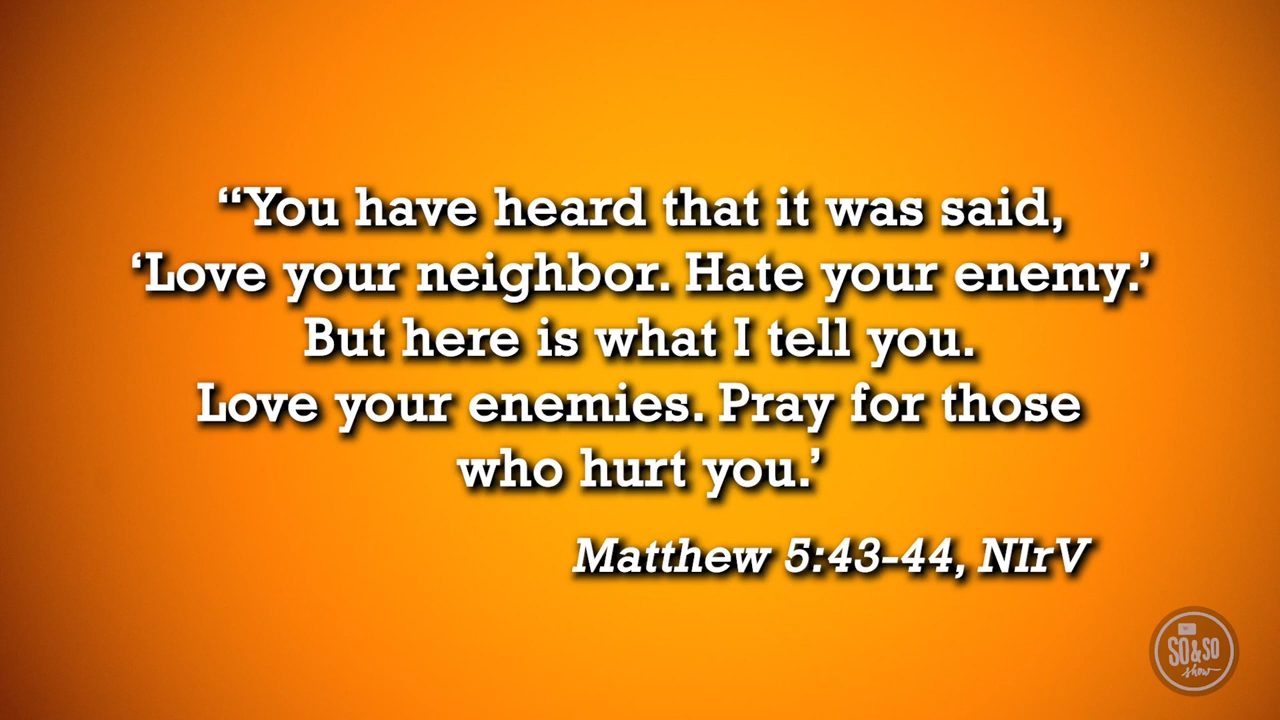 “You have heard that it was said,
‘Love your neighbor. Hate your enemy.’
But here is what I tell you.
Love your enemies. Pray for those
who hurt you.’
Matthew 5:43-44, NIrV
SO & SO
show